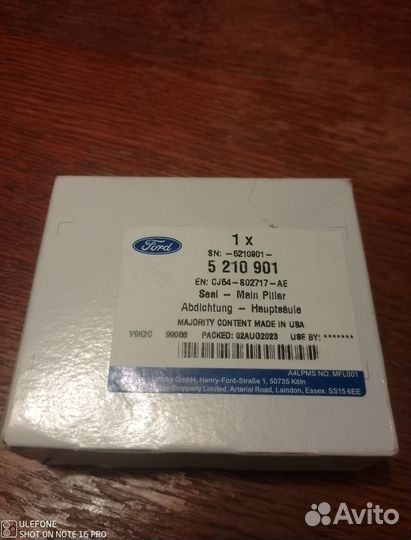 Ford
1 x
SN: -5210901-
5 210 901
EN: CJ54-S02717-AE
Seal - Main Pillar
Abdichtung - Hauptsäule
MAJORITY CONTENT MADE IN USA
V0K2C 99088 PACKED: 02AUG2023 USE BY: *******
A4LPMS NO. MFL001
GmbH, Henry-Ford-Straße 1, 50735 Köln
Company Limited, Arterial Road, Laindon, Essex. SS15 6EE
ULEFONE
SHOT ON NOTE 16 PRO
Avito